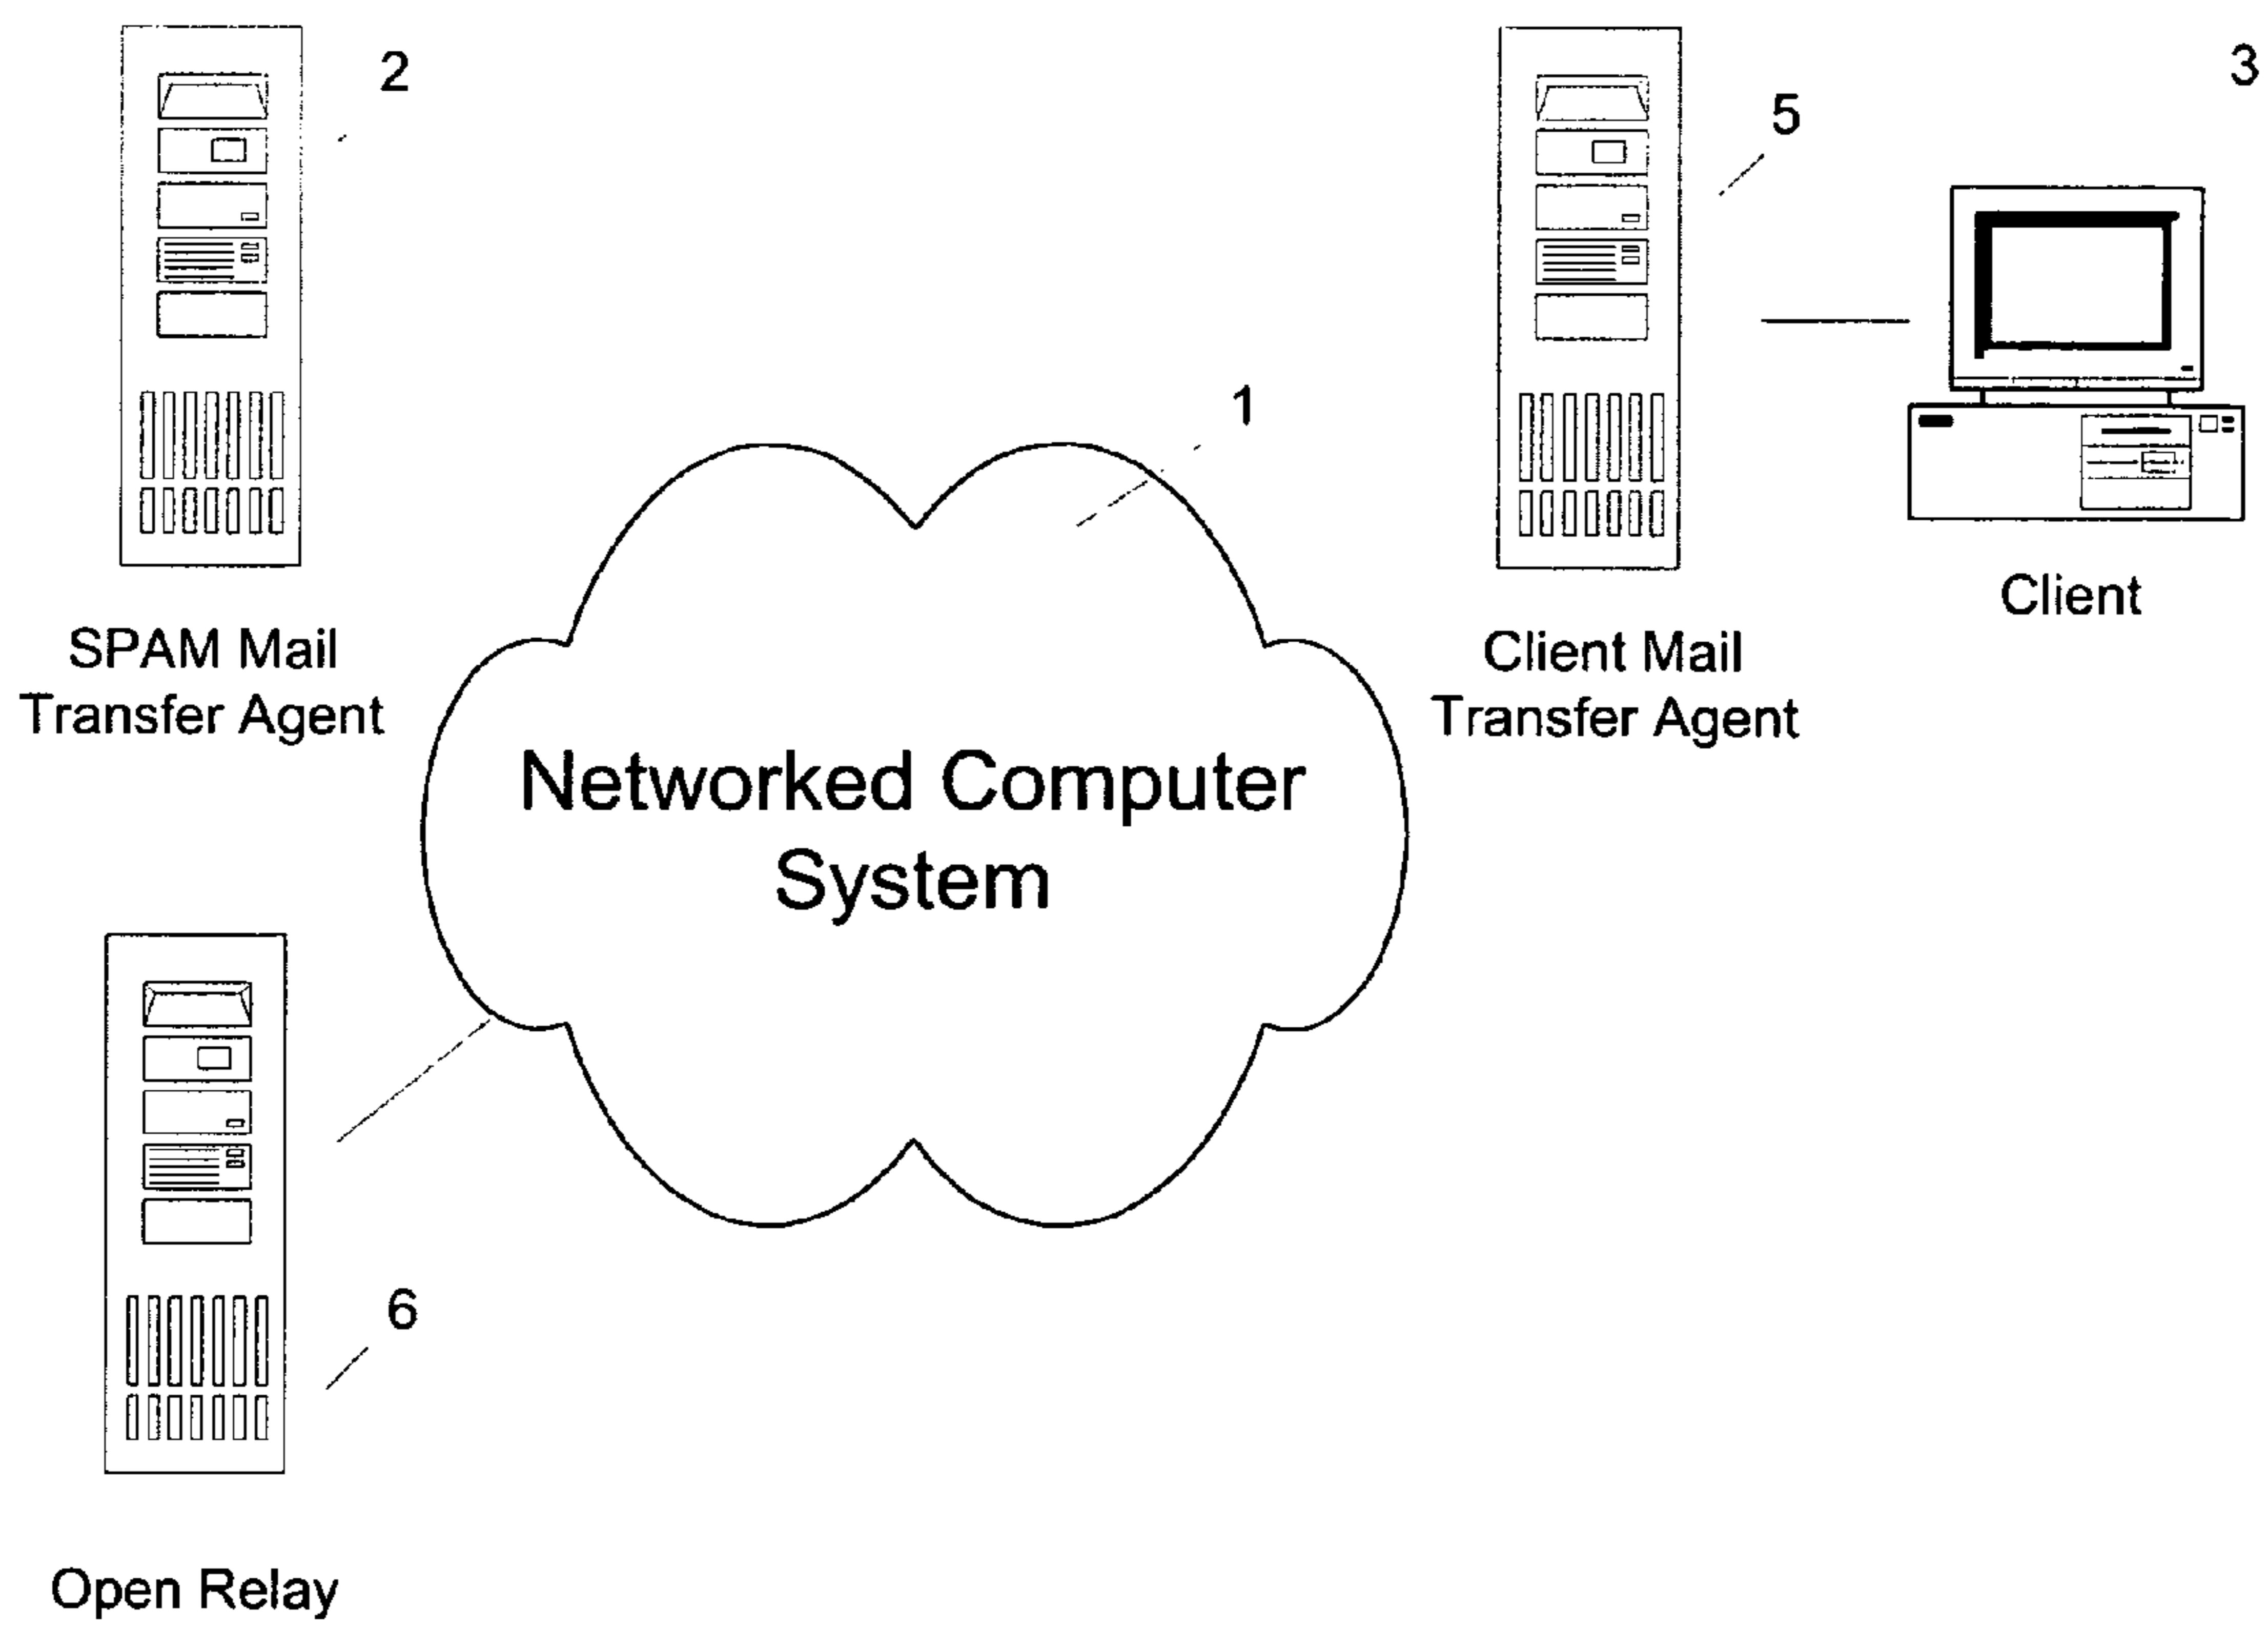 2
3
5
1
Client
SPAM Mail
Transfer Agent
Client Mail
Transfer Agent
Networked Computer
System
6
Open Relay